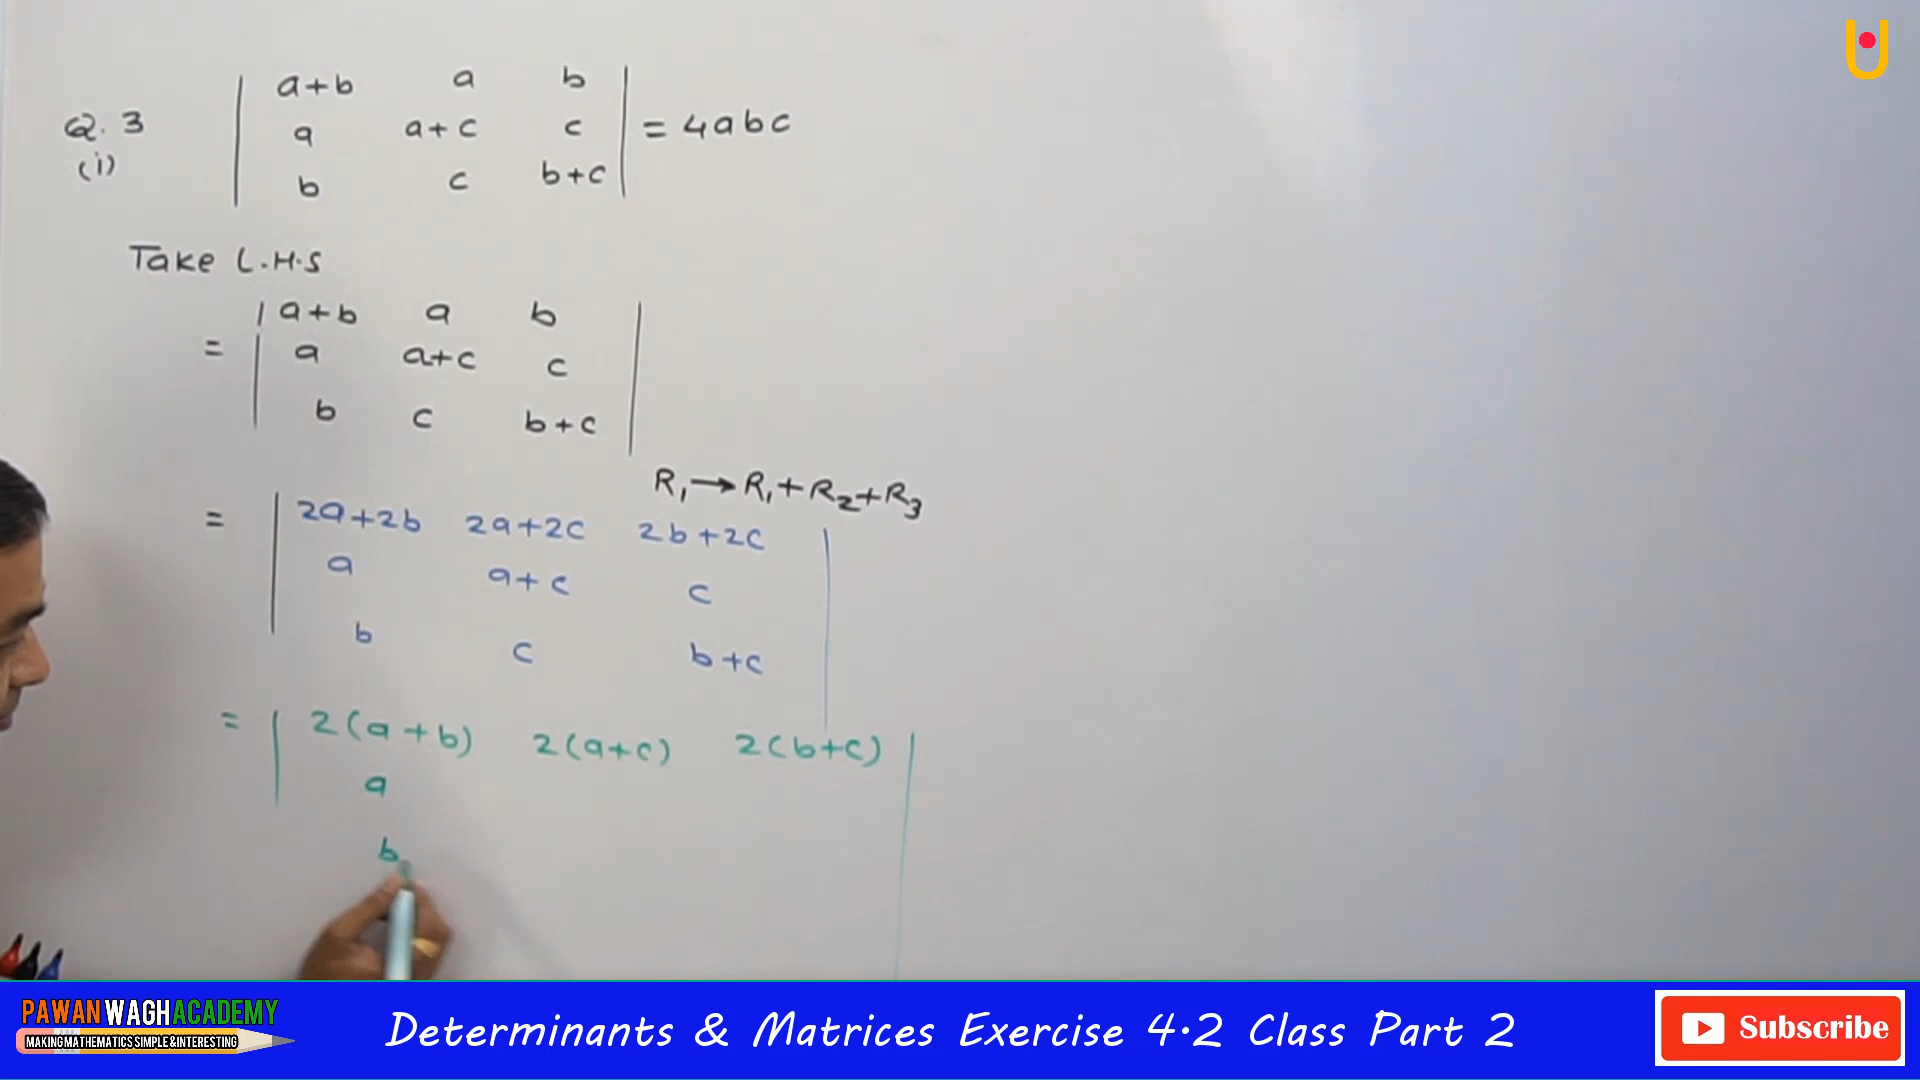 Q. 3
(i)
| a+b a b |
| a a+c c | = 4abc
| b c b+c |
Take L.H.S
| a+b a b |
= | a a+c c |
| b c b+c |
R₁→R₁+R₂+R₃
= | 2a+2b 2a+2c 2b+2c |
| a a+c c |
| b c b+c |
= | 2(a+b) 2(a+c) 2(b+c) |
a
b
PAWAN WAGH ACADEMY
MAKING MATHEMATICS SIMPLE & INTERESTING
Determinants & Matrices Exercise 4.2 Class Part 2
Subscribe